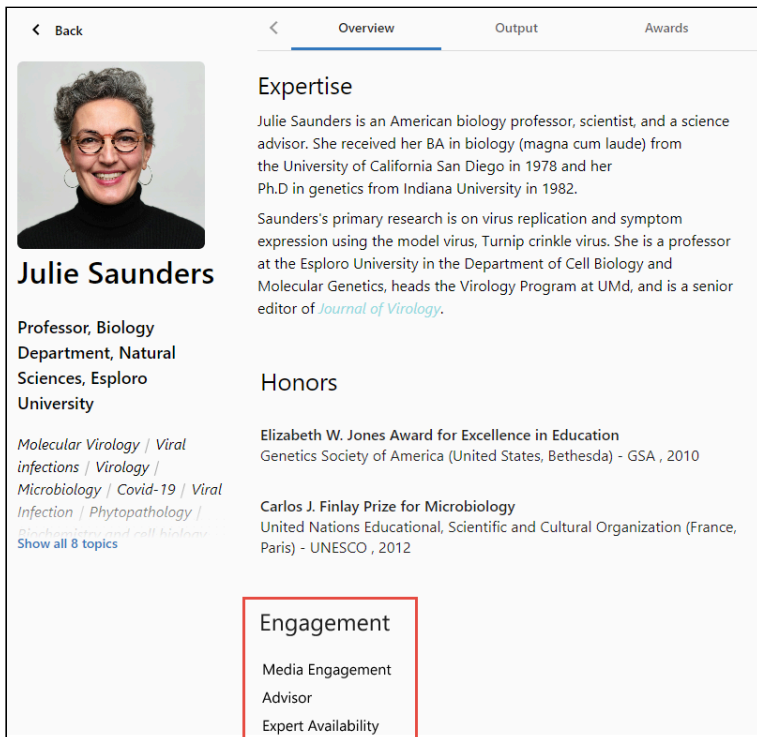 Back
Overview
Output
Awards
Julie Saunders
Professor, Biology
Department, Natural
Sciences, Esploro
University
Molecular Virology | Viral
infections | Virology |
Microbiology | Covid-19 | Viral
Infection | Phytopathology |
Biochemistry and cell biology
Show all 8 topics
Expertise
Julie Saunders is an American biology professor, scientist, and a science
advisor. She received her BA in biology (magna cum laude) from
the University of California San Diego in 1978 and her
Ph.D in genetics from Indiana University in 1982.
Saunders's primary research is on virus replication and symptom
expression using the model virus, Turnip crinkle virus. She is a professor
at the Esploro University in the Department of Cell Biology and
Molecular Genetics, heads the Virology Program at UMd, and is a senior
editor of Journal of Virology.
Honors
Elizabeth W. Jones Award for Excellence in Education
Genetics Society of America (United States, Bethesda) - GSA , 2010
Carlos J. Finlay Prize for Microbiology
United Nations Educational, Scientific and Cultural Organization (France,
Paris) - UNESCO , 2012
Engagement
Media Engagement
Advisor
Expert Availability